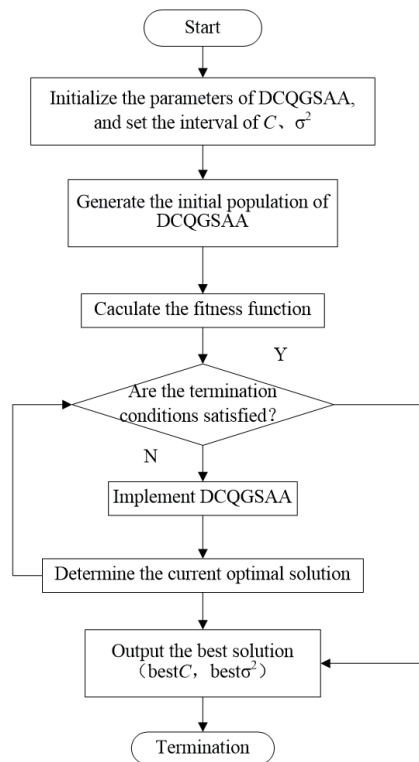 Start
Initialize the parameters of DCQGSAA,
and set the interval of C、σ²
Generate the initial population of
DCQGSAA
Caculate the fitness function
Y
Are the termination
conditions satisfied?
N
Implement DCQGSAA
Determine the current optimal solution
Output the best solution
（bestC，bestσ²）
Termination